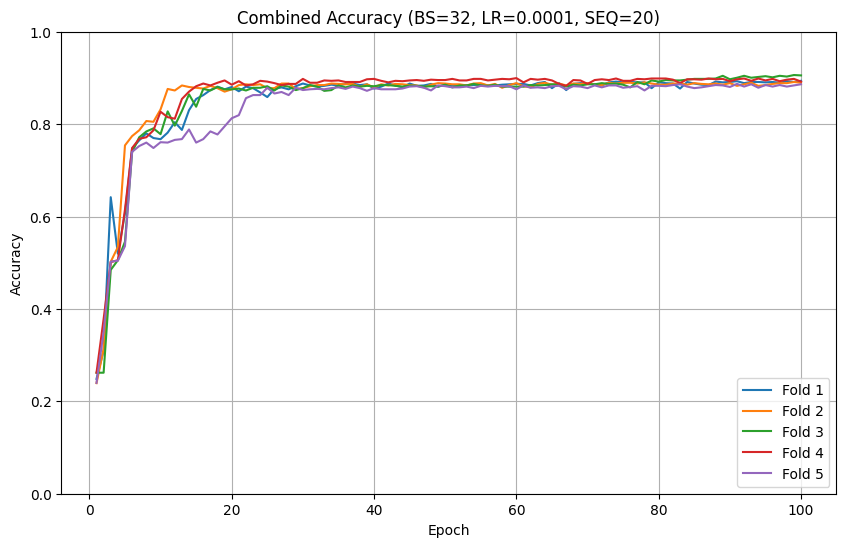 Combined Accuracy (BS=32, LR=0.0001, SEQ=20)
1.0
0.8
0.6
0.4
0.2
0.0
Accuracy
0 20 40 60 80 100
Epoch
Fold 1
Fold 2
Fold 3
Fold 4
Fold 5